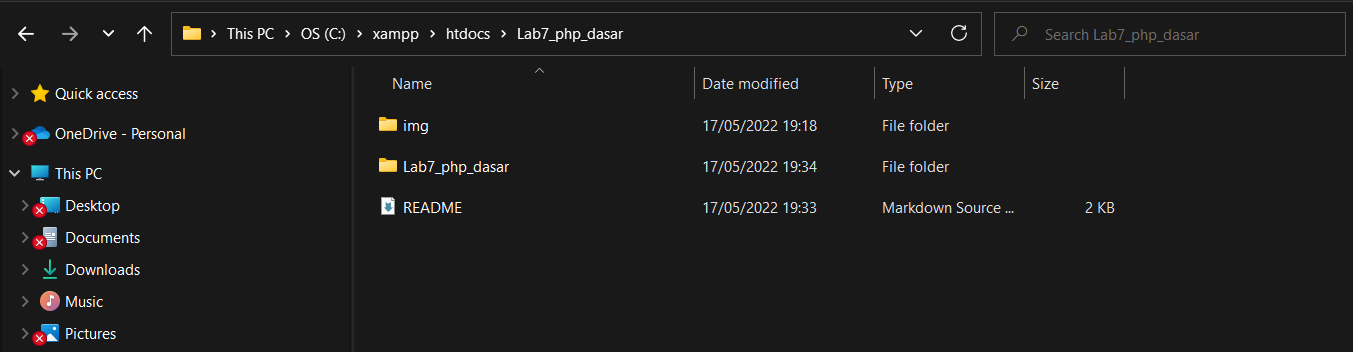 This PC > OS (C:) > xampp > htdocs > Lab7_php_dasar
Search Lab7_php_dasar
Quick access
OneDrive - Personal
This PC
Desktop
Documents
Downloads
Music
Pictures
Name Date modified Type Size
img 17/05/2022 19:18 File folder
Lab7_php_dasar 17/05/2022 19:34 File folder
README 17/05/2022 19:33 Markdown Source ... 2 KB